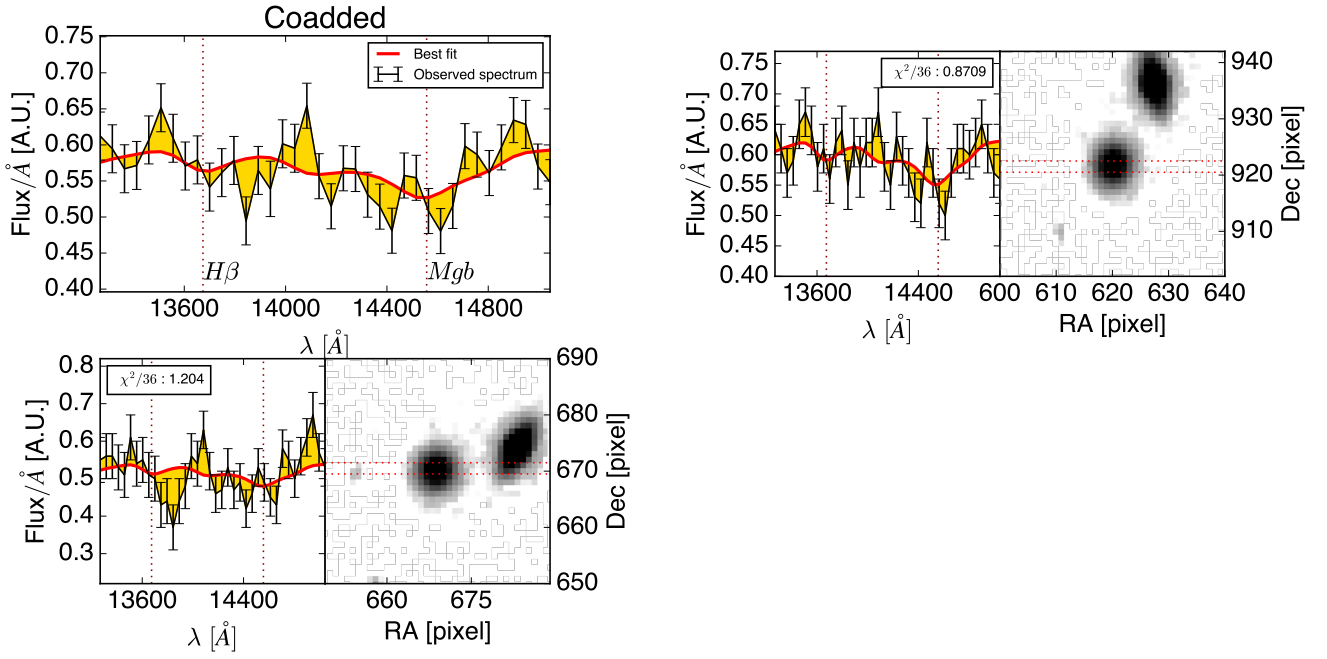 Coadded
Best fit
Observed spectrum
Flux/Å [A.U.]
0.75
0.70
0.65
0.60
0.55
0.50
0.45
0.40
Hβ
Mgb
13600 14000 14400 14800
λ [Å]
χ²/36 : 0.8709
Flux/Å [A.U.]
0.75
0.70
0.65
0.60
0.55
0.50
0.45
0.40
13600 14400
λ [Å]
600 610 620 630 640
RA [pixel]
940
930
920
910
Dec [pixel]
χ²/36 : 1.204
Flux/Å [A.U.]
0.8
0.7
0.6
0.5
0.4
0.3
13600 14400
λ [Å]
660 675
RA [pixel]
690
680
670
660
650
Dec [pixel]